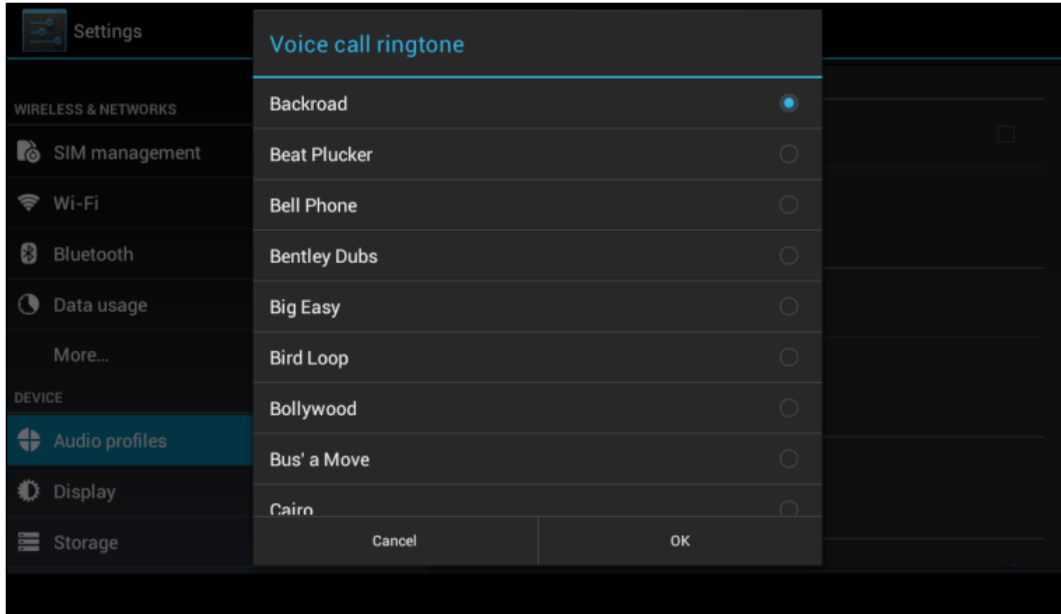 Settings
WIRELESS & NETWORKS
SIM management
Wi-Fi
Bluetooth
Data usage
More...
DEVICE
Audio profiles
Display
Storage
Voice call ringtone
Backroad
Beat Plucker
Bell Phone
Bentley Dubs
Big Easy
Bird Loop
Bollywood
Bus' a Move
Cairo
Cancel
OK